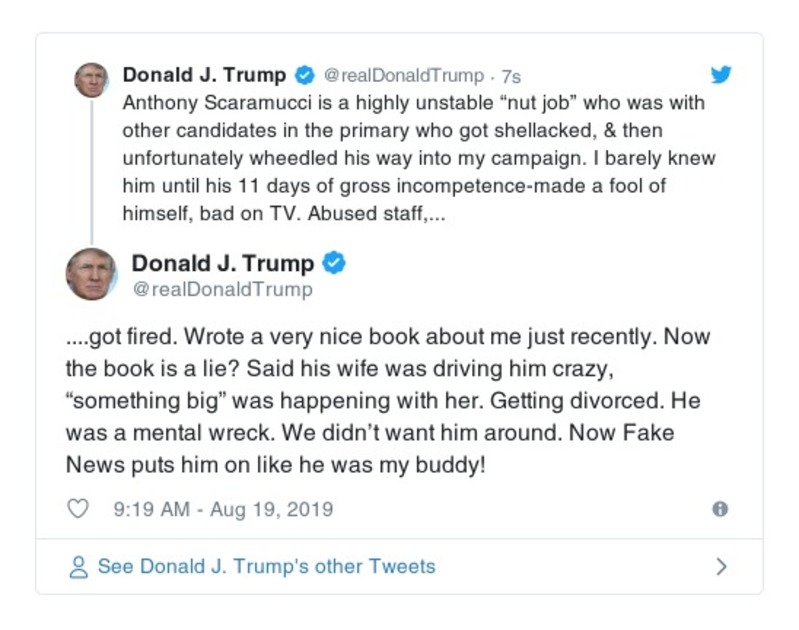 Donald J. Trump @realDonaldTrump · 7s
Anthony Scaramucci is a highly unstable “nut job” who was with
other candidates in the primary who got shellacked, & then
unfortunately wheedled his way into my campaign. I barely knew
him until his 11 days of gross incompetence-made a fool of
himself, bad on TV. Abused staff,...
Donald J. Trump
@realDonaldTrump
....got fired. Wrote a very nice book about me just recently. Now
the book is a lie? Said his wife was driving him crazy,
“something big” was happening with her. Getting divorced. He
was a mental wreck. We didn’t want him around. Now Fake
News puts him on like he was my buddy!
9:19 AM - Aug 19, 2019
See Donald J. Trump's other Tweets